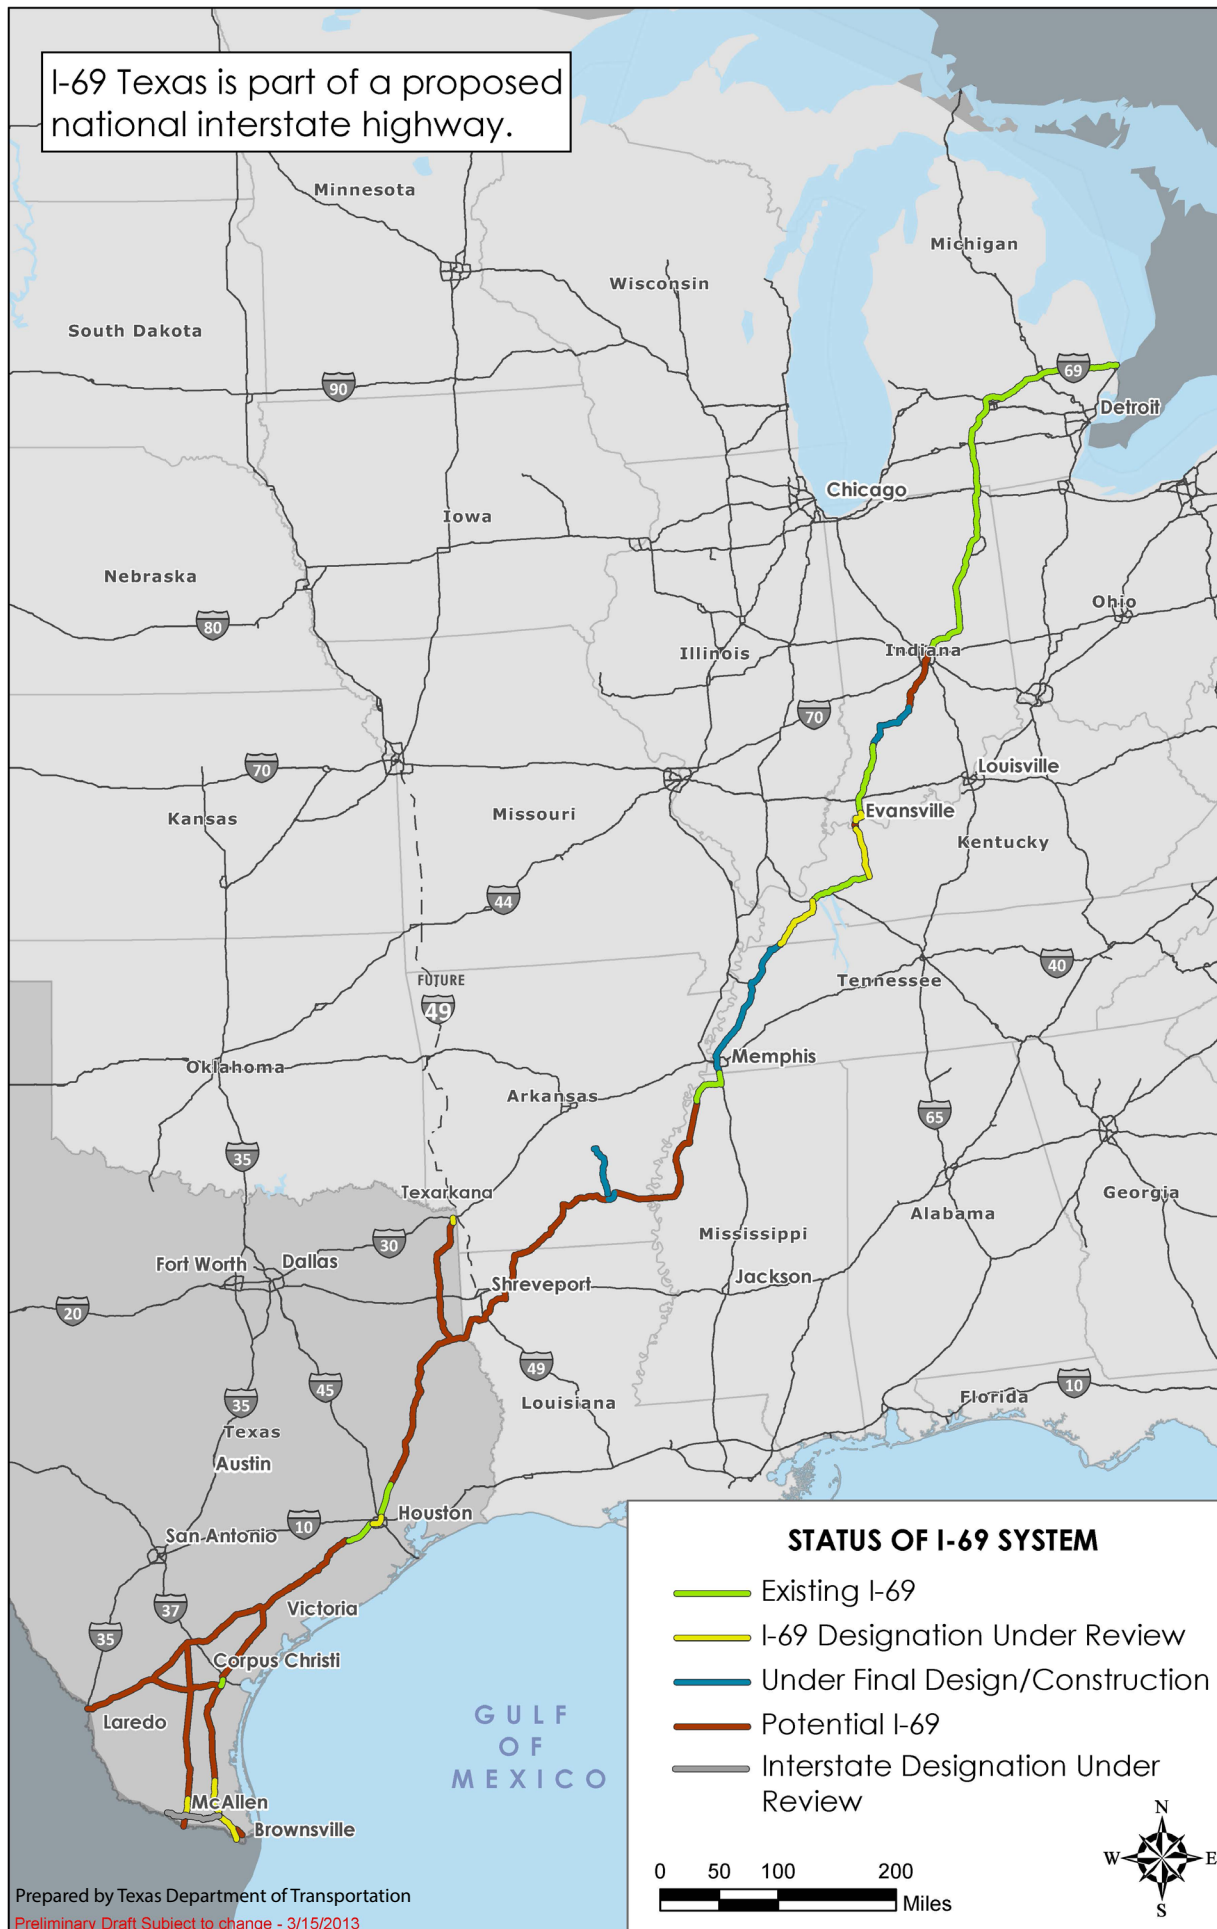 I-69 Texas is part of a proposed
national interstate highway.
Minnesota
Michigan
Wisconsin
South Dakota
90
69
Detroit
Chicago
Iowa
Nebraska
80
Ohio
Illinois
Indiana
70
70
Louisville
Kansas
Missouri
Evansville
Kentucky
44
40
FUTURE
49
Tennessee
Oklahoma
Memphis
Arkansas
65
35
Texarkana
Georgia
Alabama
30
Mississippi
Fort Worth
Dallas
Shreveport
Jackson
20
49
45
35
10
Louisiana
Florida
Texas
Austin
Houston
10
San Antonio
37
Victoria
35
Corpus Christi
Laredo
GULF
OF
MEXICO
McAllen
Brownsville
STATUS OF I-69 SYSTEM
Existing I-69
I-69 Designation Under Review
Under Final Design/Construction
Potential I-69
Interstate Designation Under
Review
N
W
E
S
0 50 100 200
Miles
Prepared by Texas Department of Transportation
Preliminary Draft Subject to change - 3/15/2013